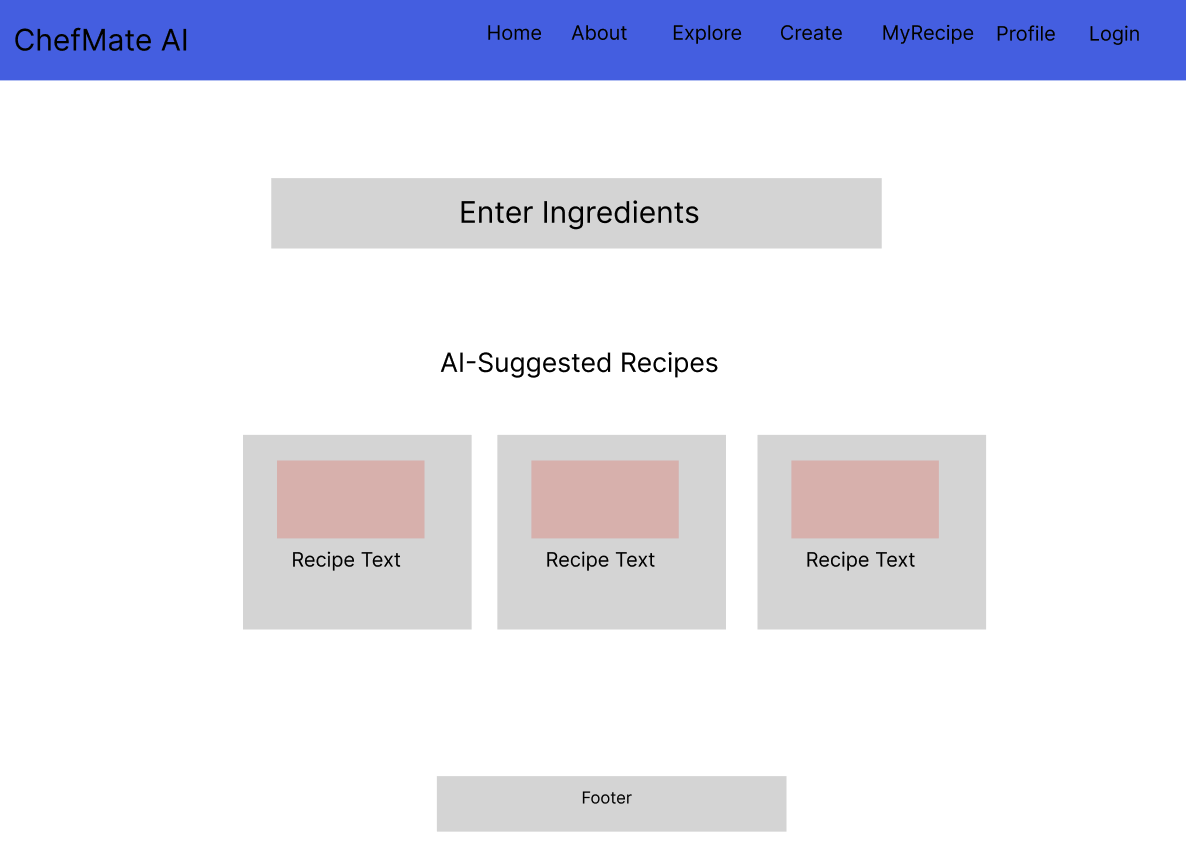 ChefMate AI
Home About Explore Create MyRecipe Profile Login
Enter Ingredients
AI-Suggested Recipes
Recipe Text Recipe Text Recipe Text
Footer